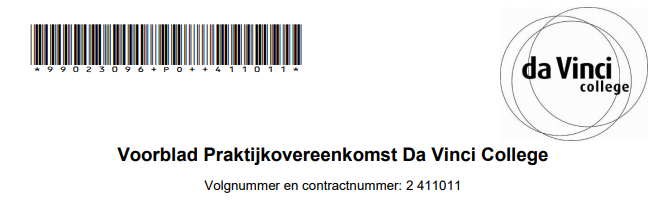 *99023096+P0++411011*
da Vinci
college
Voorblad Praktijkovereenkomst Da Vinci College
Volgnummer en contractnummer: 2 411011